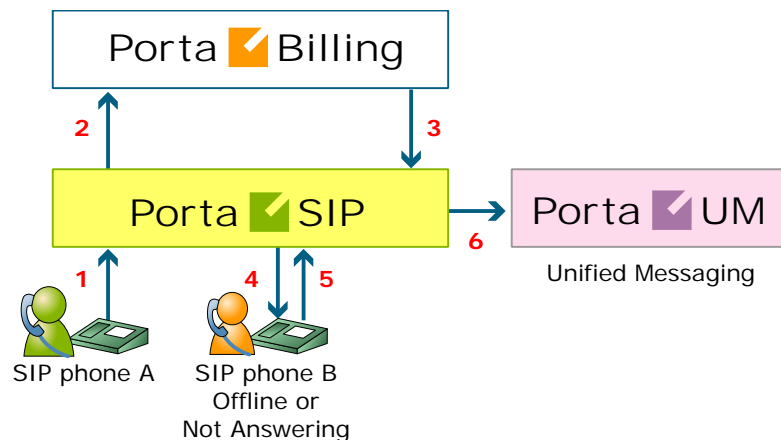 Porta Billing
2
3
Porta SIP
Porta UM
6
Unified Messaging
1
4
5
SIP phone A
SIP phone B
Offline or
Not Answering